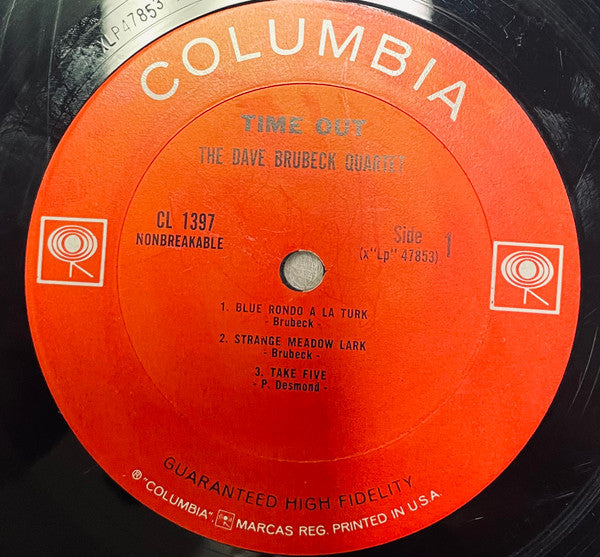 XLP47853
COLUMBIA
TIME OUT
THE DAVE BRUBECK QUARTET
CL 1397
NONBREAKABLE
Side 1
(x"Lp" 47853)
1. BLUE RONDO A LA TURK
- Brubeck -
2. STRANGE MEADOW LARK
- Brubeck -
3. TAKE FIVE
- P. Desmond -
GUARANTEED HIGH FIDELITY
® "COLUMBIA", MARCAS REG. PRINTED IN U.S.A.